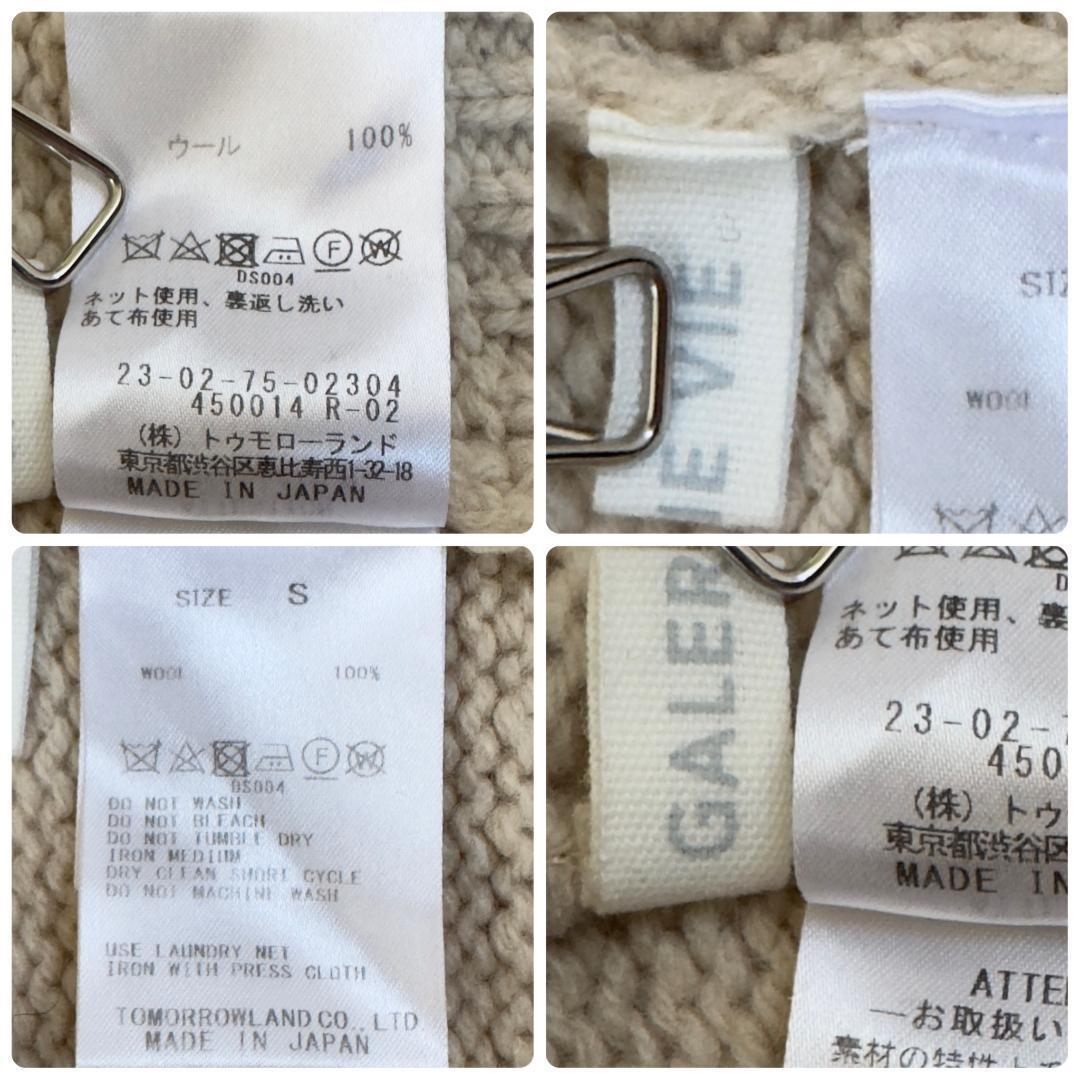 ウール 100%
DS004
ネット使用、裏返し洗い
あて布使用
23-02-75-02304
450014 R-02
(株) トゥモローランド
東京都渋谷区恵比寿西1-32-18
MADE IN JAPAN
IE VIE
SIZ
WOOl
SIZE S
WOOl 100%
DS004
DO NOT WASH
DO NOT BLEACH
DO NOT TUMBLE DRY
IRON MEDIUM
DRY CLEAN SHORT CYCLE
DO NOT MACHINE WASH
USE LAUNDRY NET
IRON WITH PRESS CLOTH
TOMORROWLAND CO., LTD
MADE IN JAPAN
GALER
D
ネット使用、裏
あて布使用
23-02-7
450
(株) トゥ
東京都渋谷区
MADE IN
ATTE
—お取扱い
素材の特性